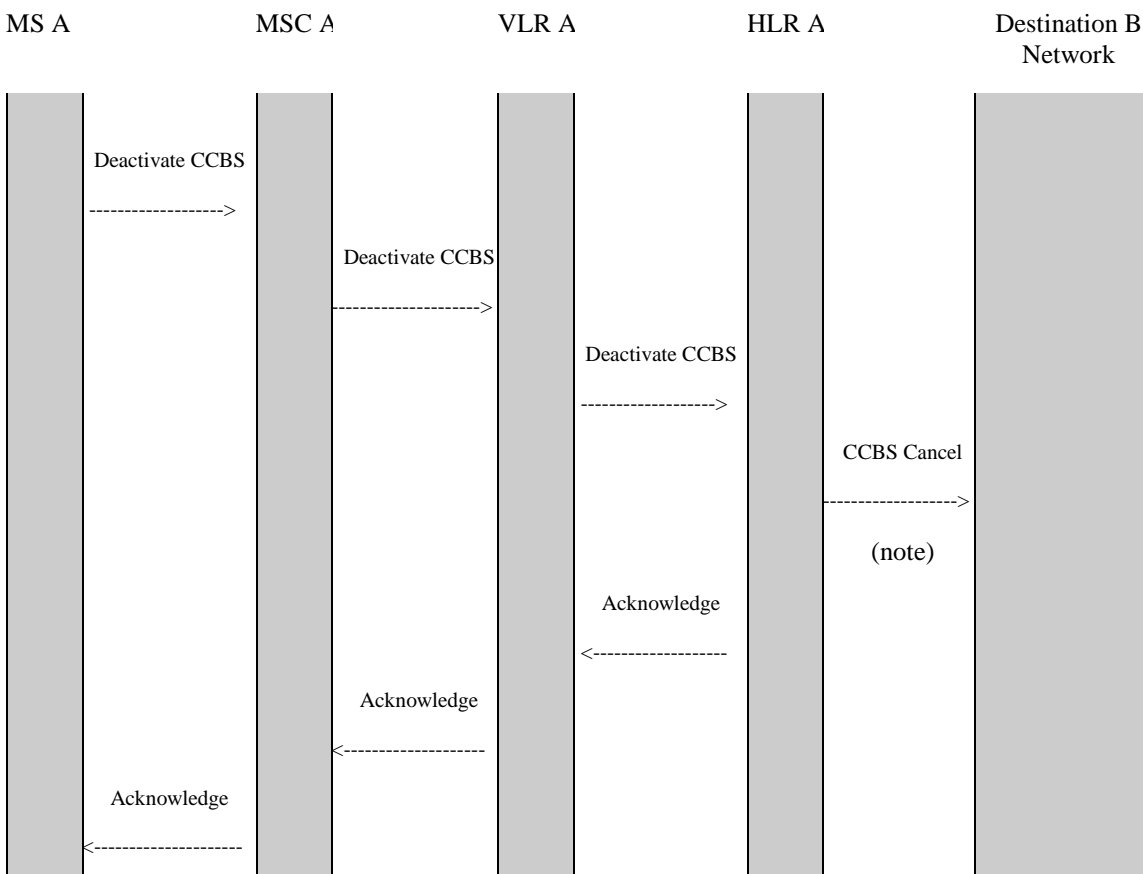 MS A
MSC A
VLR A
HLR A
Destination B
Network
Deactivate CCBS
-------------------->
Deactivate CCBS
--------------------->
Deactivate CCBS
------------------->
CCBS Cancel
------------------->
(note)
Acknowledge
<-------------------
Acknowledge
<--------------------
Acknowledge
<---------------------